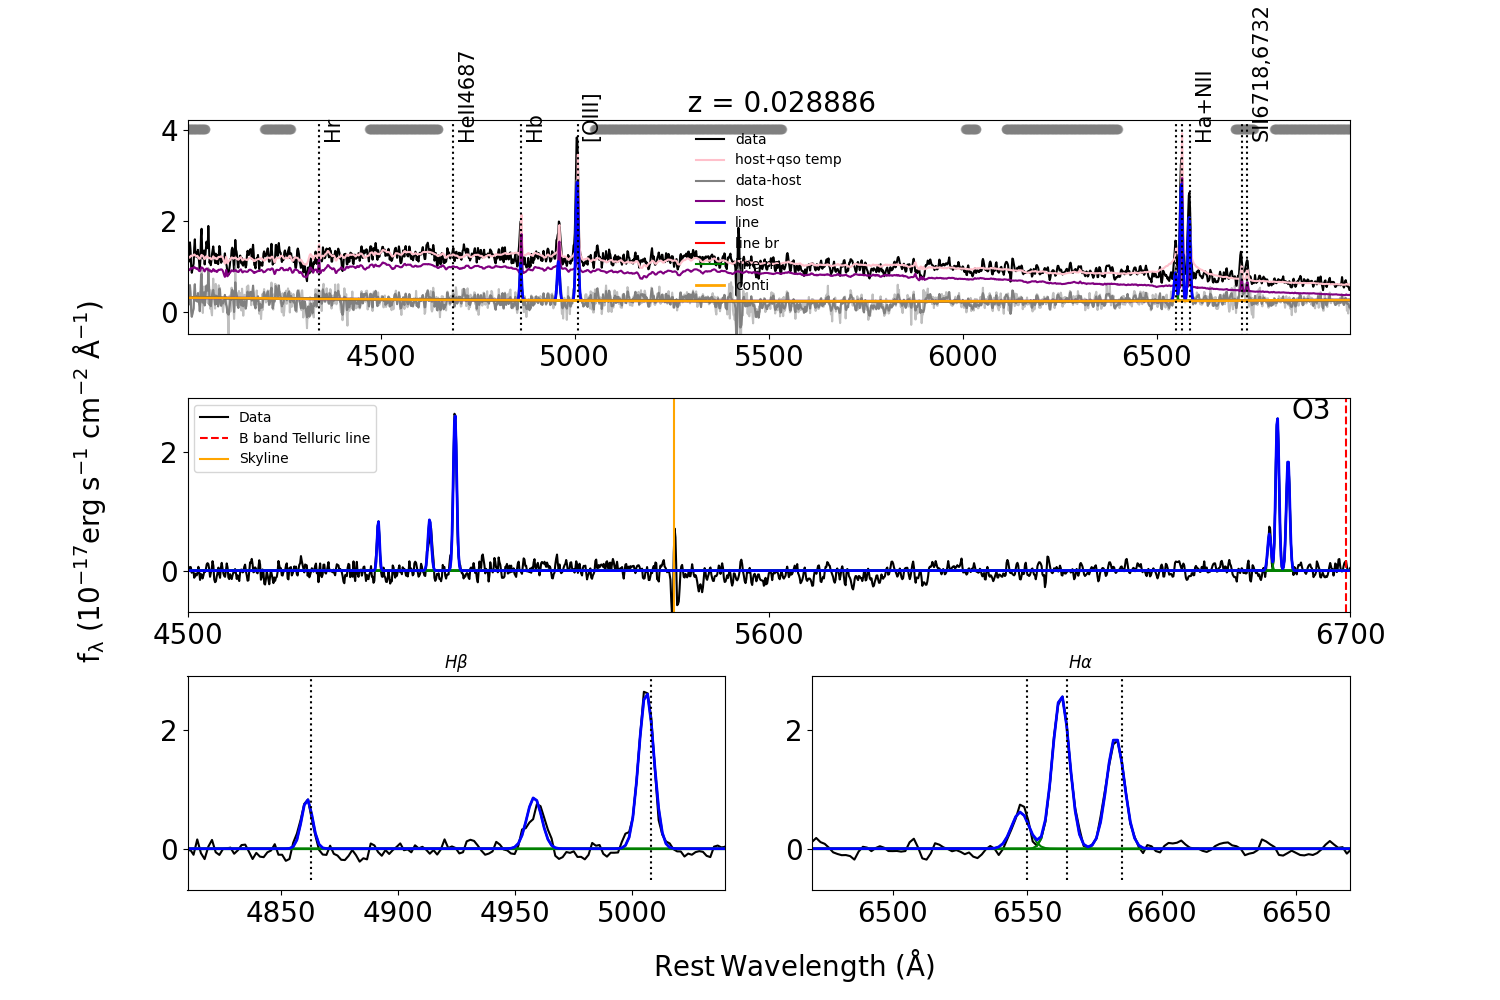 z = 0.028886
Hr
HeII4687
Hb
[OIII]
Ha+NII
SII6718,6732
data
host+qso temp
data-host
host
line
line br
conti
4
2
0
4500
5000
5500
6000
6500
f_λ (10^−17 erg s^−1 cm^−2 Å^−1)
Data
B band Telluric line
Skyline
O3
2
0
4500
5600
6700
Hβ
2
0
4850
4900
4950
5000
Hα
2
0
6500
6550
6600
6650
Rest Wavelength (Å)